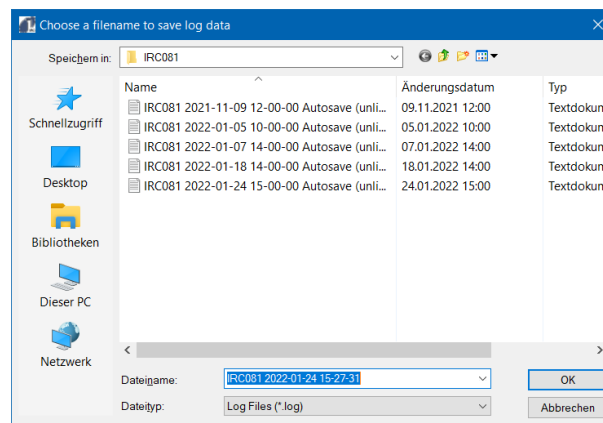 Choose a filename to save log data
Speichern in: IRC081
Name Änderungsdatum Typ
IRC081 2021-11-09 12-00-00 Autosave (unli... 09.11.2021 12:00 Textdokun
IRC081 2022-01-05 10-00-00 Autosave (unli... 05.01.2022 10:00 Textdokun
IRC081 2022-01-07 14-00-00 Autosave (unli... 07.01.2022 14:00 Textdokun
IRC081 2022-01-18 14-00-00 Autosave (unli... 18.01.2022 14:00 Textdokun
IRC081 2022-01-24 15-00-00 Autosave (unli... 24.01.2022 15:00 Textdokun
Schnellzugriff
Desktop
Bibliotheken
Dieser PC
Netzwerk
Dateiname: IRC081 2022-01-24 15-27-31 OK
Dateityp: Log Files (*.log) Abbrechen